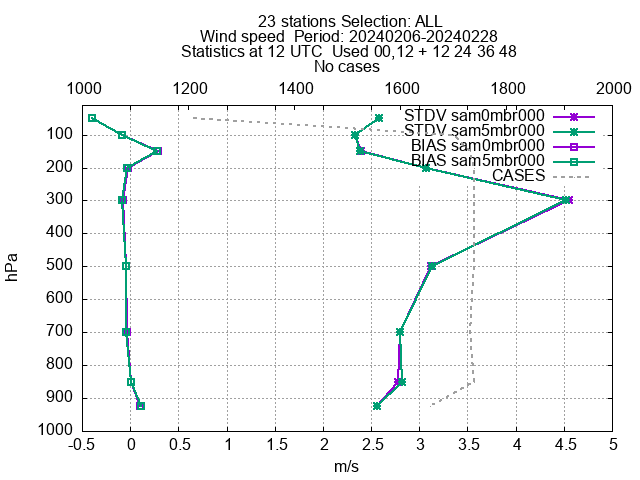 23 stations Selection: ALL
Wind speed  Period: 20240206-20240228
Statistics at 12 UTC  Used 00,12 + 12 24 36 48
No cases
1000 1200 1400 1600 1800 2000
STDV sam0mbr000
STDV sam5mbr000
BIAS sam0mbr000
BIAS sam5mbr000
CASES
100
200
300
400
500
600
700
800
900
1000
hPa
-0.5 0 0.5 1 1.5 2 2.5 3 3.5 4 4.5 5
m/s